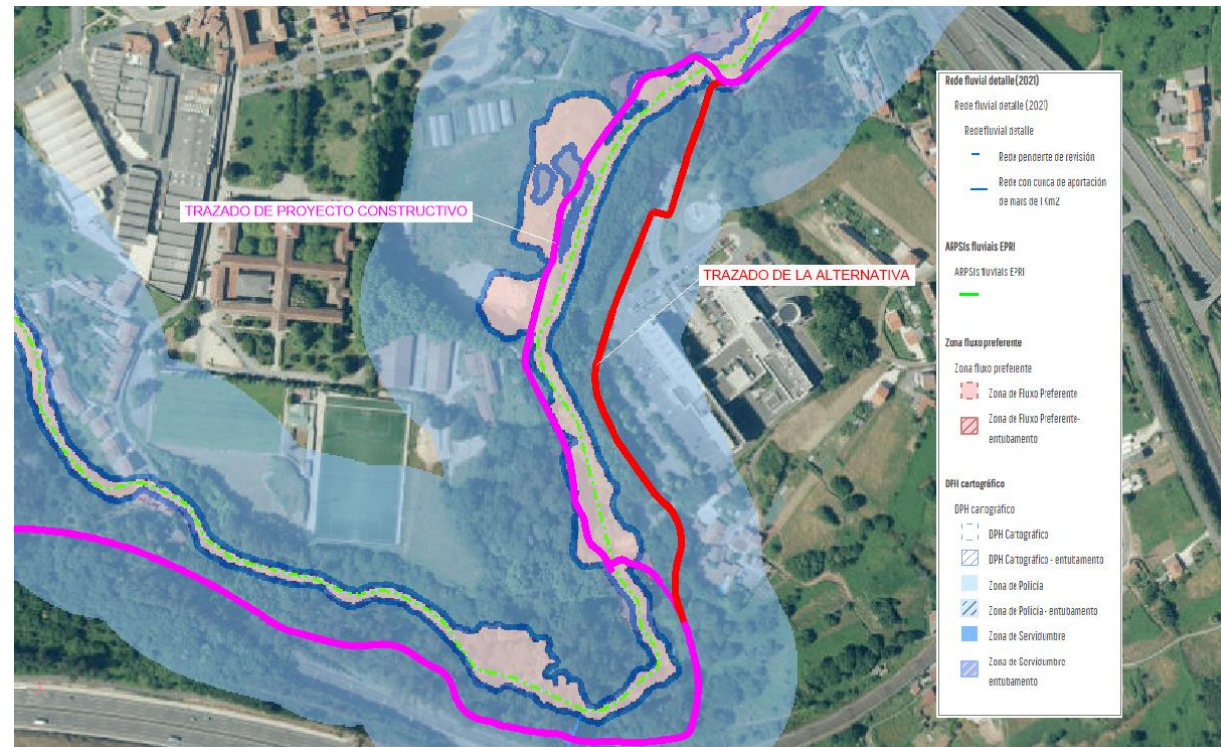 TRAZADO DE PROYECTO CONSTRUCTIVO
TRAZADO DE LA ALTERNATIVA
Rede fluvial detalle (2021)
Rede fluvial detalle (2021)
Rede fluvial detalle
Rede penderte de revisión
Rede con cunca de aportación
de mais de 1 Km2
ARPSIs fluviais EPRI
ARPSIs fluviais EPRI
Zona fluxo preferente
Zona fluxo preferente
Zona de Fluxo Preferente
Zona de Fluxo Preferente-
entubamento
DPH cartográfico
DPH cartográfico
DPH Cartográfico
DPH Cartográfico - entutamento
Zona de Policía
Zona de Policía - entubamento
Zona de Servidumbre
Zona de Servidumbre
entubamento